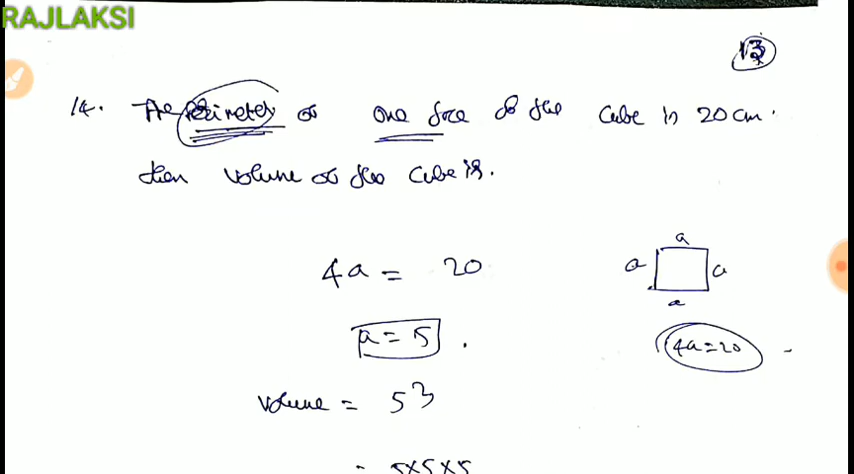 RAJLAKSI
13
14. The perimeter of one face of the cube is 20 cm.
then volume of the cube is.
a
4a = 20
a a
a
a = 5 .
4a=20
volume = 5³
= 5×5×5